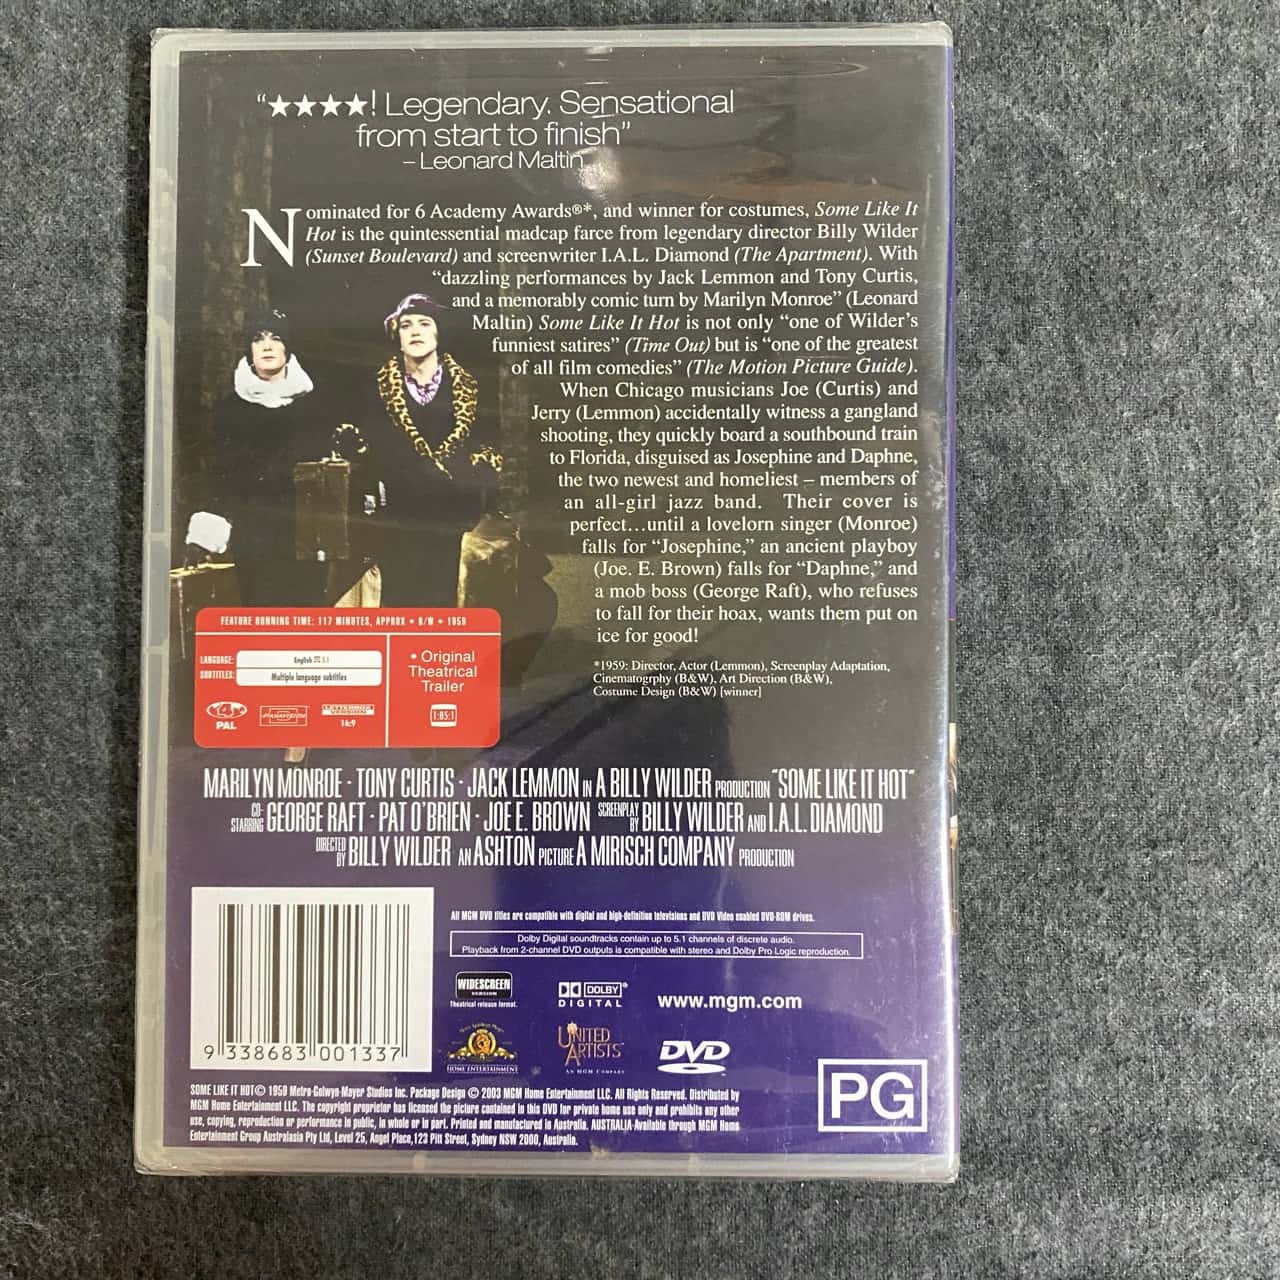 “★★★★! Legendary. Sensational
from start to finish”
– Leonard Maltin
Nominated for 6 Academy Awards®*, and winner for costumes, Some Like It
Hot is the quintessential madcap farce from legendary director Billy Wilder
(Sunset Boulevard) and screenwriter I.A.L. Diamond (The Apartment). With
“dazzling performances by Jack Lemmon and Tony Curtis,
and a memorably comic turn by Marilyn Monroe” (Leonard
Maltin) Some Like It Hot is not only “one of Wilder’s
funniest satires” (Time Out) but is “one of the greatest
of all film comedies” (The Motion Picture Guide).
When Chicago musicians Joe (Curtis) and
Jerry (Lemmon) accidentally witness a gangland
shooting, they quickly board a southbound train
to Florida, disguised as Josephine and Daphne,
the two newest and homeliest – members of
an all-girl jazz band. Their cover is
perfect...until a lovelorn singer (Monroe)
falls for “Josephine,” an ancient playboy
(Joe. E. Brown) falls for “Daphne,” and
a mob boss (George Raft), who refuses
to fall for their hoax, wants them put on
ice for good!
*1959: Director, Actor (Lemmon), Screenplay Adaptation,
Cinematogrphy (B&W), Art Direction (B&W),
Costume Design (B&W) [winner]
FEATURE RUNNING TIME: 117 MINUTES, APPROX • B/W • 1959
LANGUAGE: English 5.1
SUBTITLES: Multiple language subtitles
4
PAL
LETTERBOX
VERSION
16:9
• Original
Theatrical
Trailer
1:85:1
MARILYN MONROE · TONY CURTIS · JACK LEMMON IN A BILLY WILDER PRODUCTION "SOME LIKE IT HOT"
CO-STARRING GEORGE RAFT · PAT O'BRIEN · JOE E. BROWN SCREENPLAY BY BILLY WILDER AND I.A.L. DIAMOND
DIRECTED BY BILLY WILDER AN ASHTON PICTURE A MIRISCH COMPANY PRODUCTION
All MGM DVD titles are compatible with digital and high-definition televisions and DVD Video enabled DVD-ROM drives.
Dolby Digital soundtracks contain up to 5.1 channels of discrete audio.
Playback from 2-channel DVD outputs is compatible with stereo and Dolby Pro Logic reproduction.
WIDESCREEN
VERSION
Theatrical release format.
DOLBY®
DIGITAL
www.mgm.com
HOME ENTERTAINMENT
UNITED
ARTISTS
AN MGM COMPANY
DVD
VIDEO
9 338683 001337
PG
SOME LIKE IT HOT© 1959 Metro-Golwyn-Mayer Studios Inc. Package Design © 2003 MGM Home Entertainment LLC. All Rights Reserved. Distributed by
MGM Home Entertainment LLC. The copyright proprietor has licensed the picture contained in this DVD for private home use only and prohibits any other
use, copying, reproduction or performance in public, in whole or in part. Printed and manufactured in Australia. AUSTRALIA-Available through MGM Home
Entertainment Group Australasia Pty Ltd, Level 25, Angel Place,123 Pitt Street, Sydney NSW 2000, Australia.